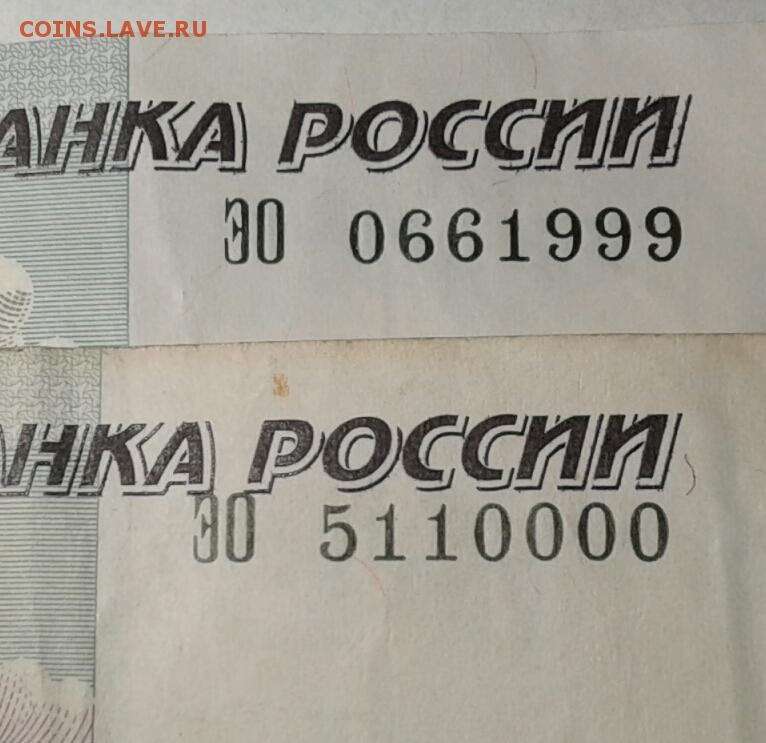 COINS.LAVE.RU
АНКА РОССИИ
ЭО 0661999
АНКА РОССИИ
ЭО 5110000